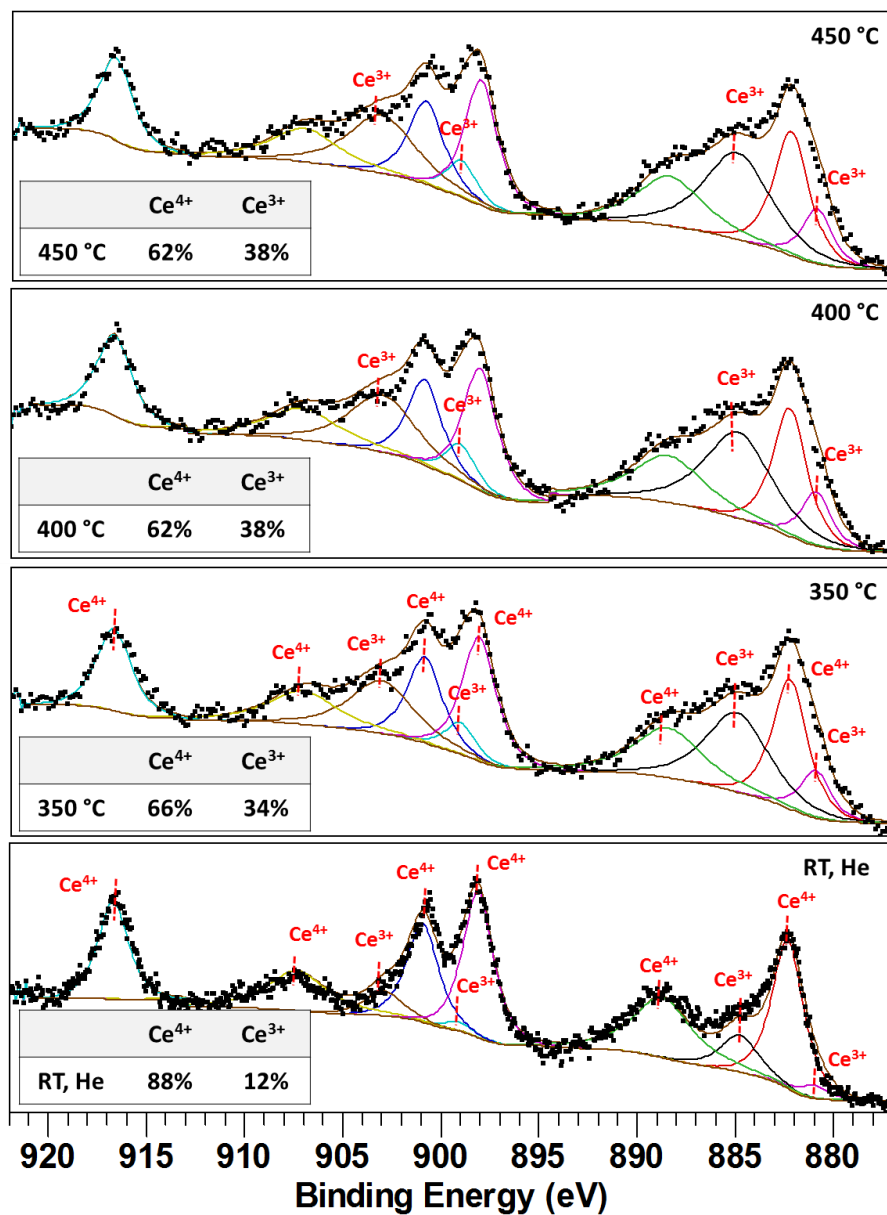 450 °C
Ce³⁺
Ce³⁺
Ce³⁺
Ce³⁺
Ce⁴⁺ Ce³⁺
450 °C 62% 38%
400 °C
Ce³⁺
Ce³⁺
Ce³⁺
Ce³⁺
Ce⁴⁺ Ce³⁺
400 °C 62% 38%
350 °C
Ce⁴⁺
Ce⁴⁺
Ce⁴⁺
Ce³⁺
Ce⁴⁺
Ce³⁺
Ce⁴⁺
Ce³⁺
Ce⁴⁺
Ce³⁺
Ce⁴⁺ Ce³⁺
350 °C 66% 34%
RT, He
Ce⁴⁺
Ce⁴⁺
Ce³⁺
Ce⁴⁺
Ce⁴⁺
Ce³⁺
Ce⁴⁺
Ce³⁺
Ce⁴⁺
Ce³⁺
Ce⁴⁺ Ce³⁺
RT, He 88% 12%
920 915 910 905 900 895 890 885 880
Binding Energy (eV)